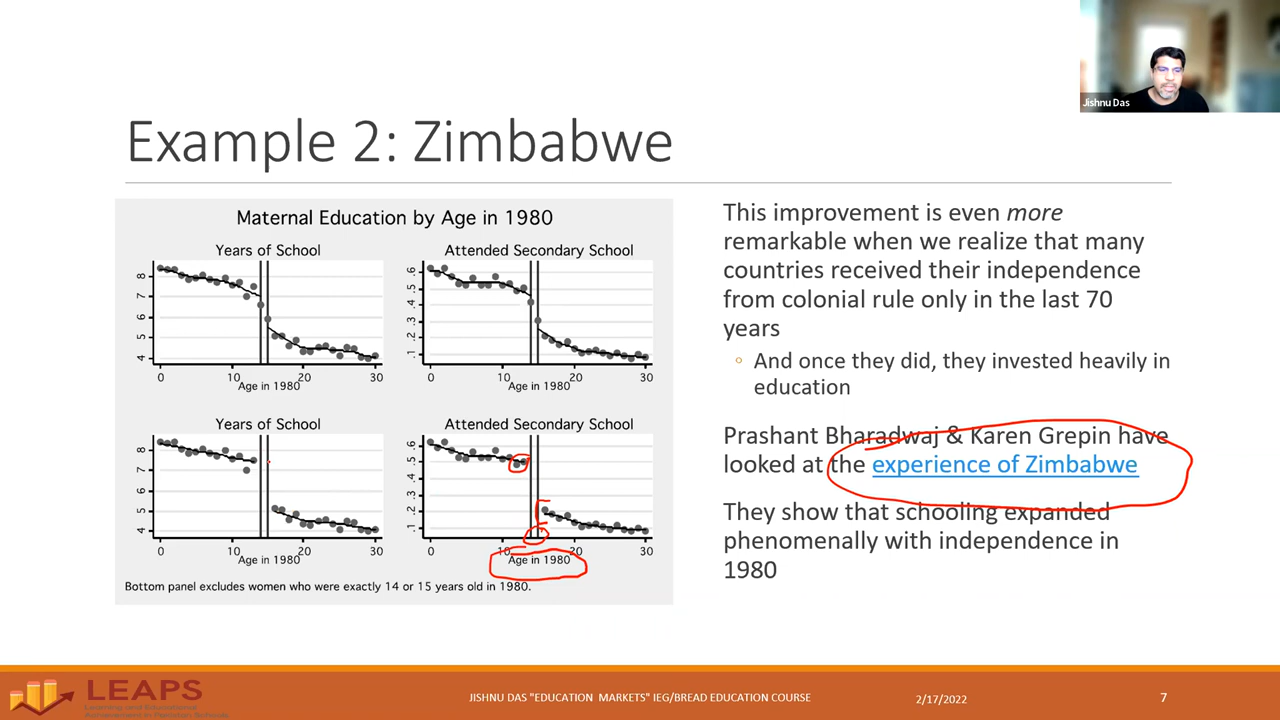 Jishnu Das
Example 2: Zimbabwe
Maternal Education by Age in 1980
Years of School
8
7
6
5
4
0
10
20
30
Age in 1980
Attended Secondary School
.6
.5
.4
.3
.2
.1
0
10
20
30
Age in 1980
Years of School
8
7
6
5
4
0
10
20
30
Age in 1980
Attended Secondary School
.6
.5
.4
.3
.2
.1
0
10
20
30
Age in 1980
Bottom panel excludes women who were exactly 14 or 15 years old in 1980.
This improvement is even more
remarkable when we realize that many
countries received their independence
from colonial rule only in the last 70
years
And once they did, they invested heavily in
education
Prashant Bharadwaj & Karen Grepin have
looked at the experience of Zimbabwe
They show that schooling expanded
phenomenally with independence in
1980
LEAPS
Learning and Educational
Achievement in Pakistan Schools
JISHNU DAS "EDUCATION MARKETS" IEG/BREAD EDUCATION COURSE
2/17/2022
7